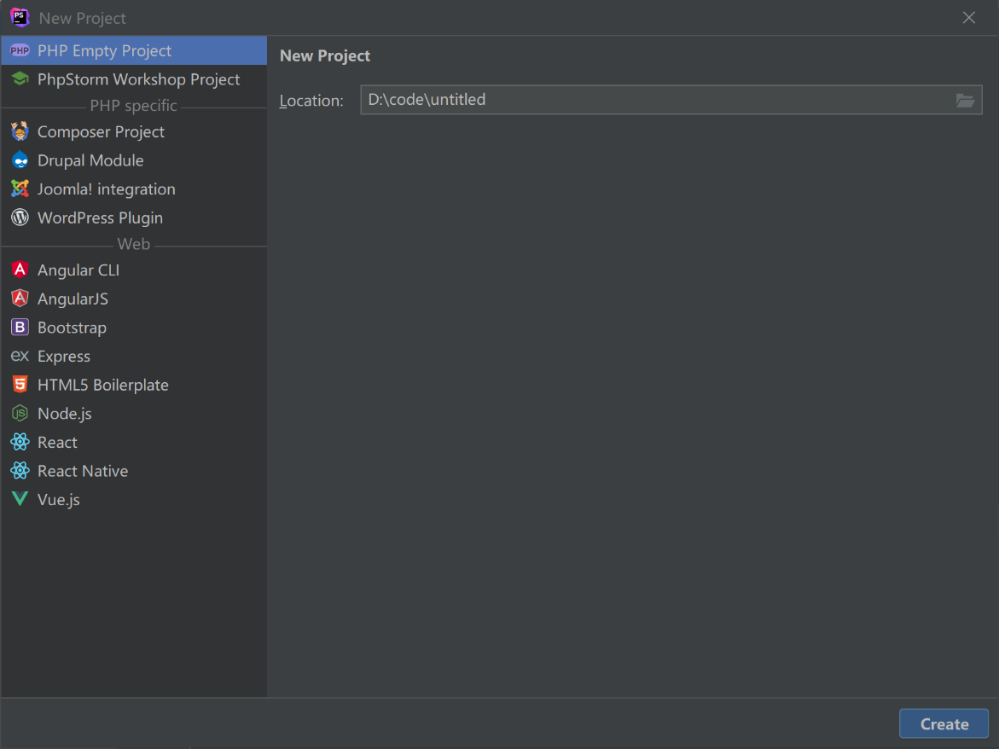 New Project
PHP Empty Project
PhpStorm Workshop Project
PHP specific
Composer Project
Drupal Module
Joomla! integration
WordPress Plugin
Web
Angular CLI
AngularJS
Bootstrap
Express
HTML5 Boilerplate
Node.js
React
React Native
Vue.js
New Project
Location: D:\code\untitled
Create